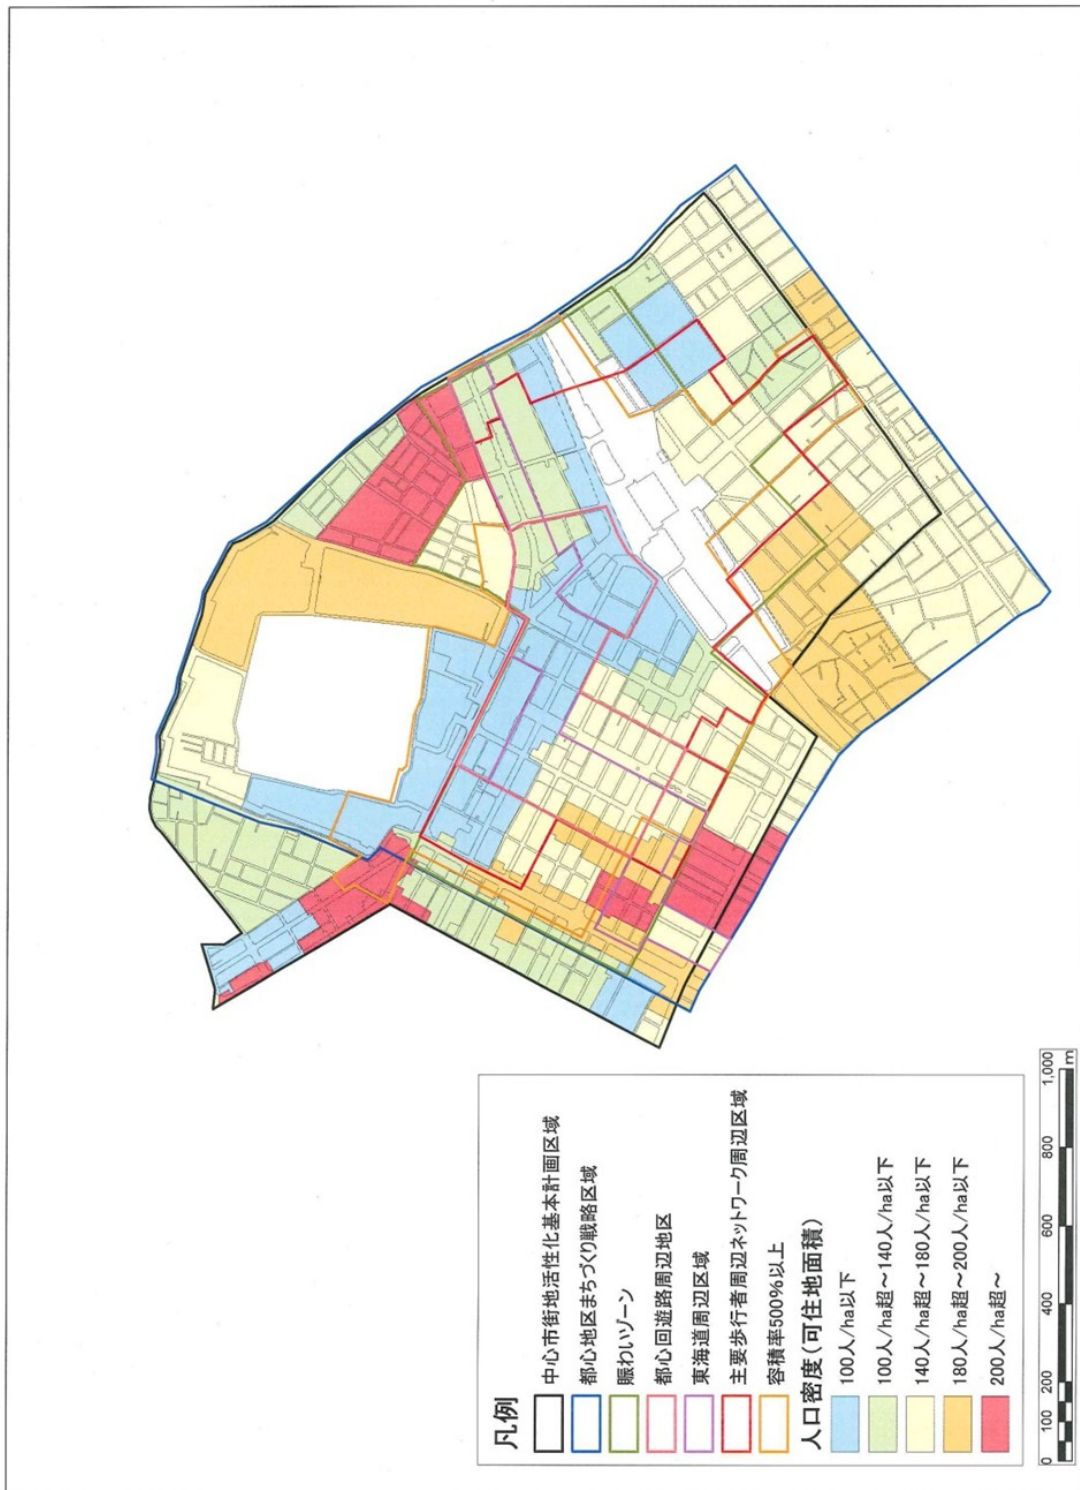 凡例
中心市街地活性化基本計画区域
都心地区まちづくり戦略区域
賑わいゾーン
都心回遊路周辺地区
東海道周辺区域
主要歩行者周辺ネットワーク周辺区域
容積率500%以上
人口密度(可住地面積)
100人/ha以下
100人/ha超～140人/ha以下
140人/ha超～180人/ha以下
180人/ha超～200人/ha以下
200人/ha超～
0 100 200 400 600 800 1,000
m